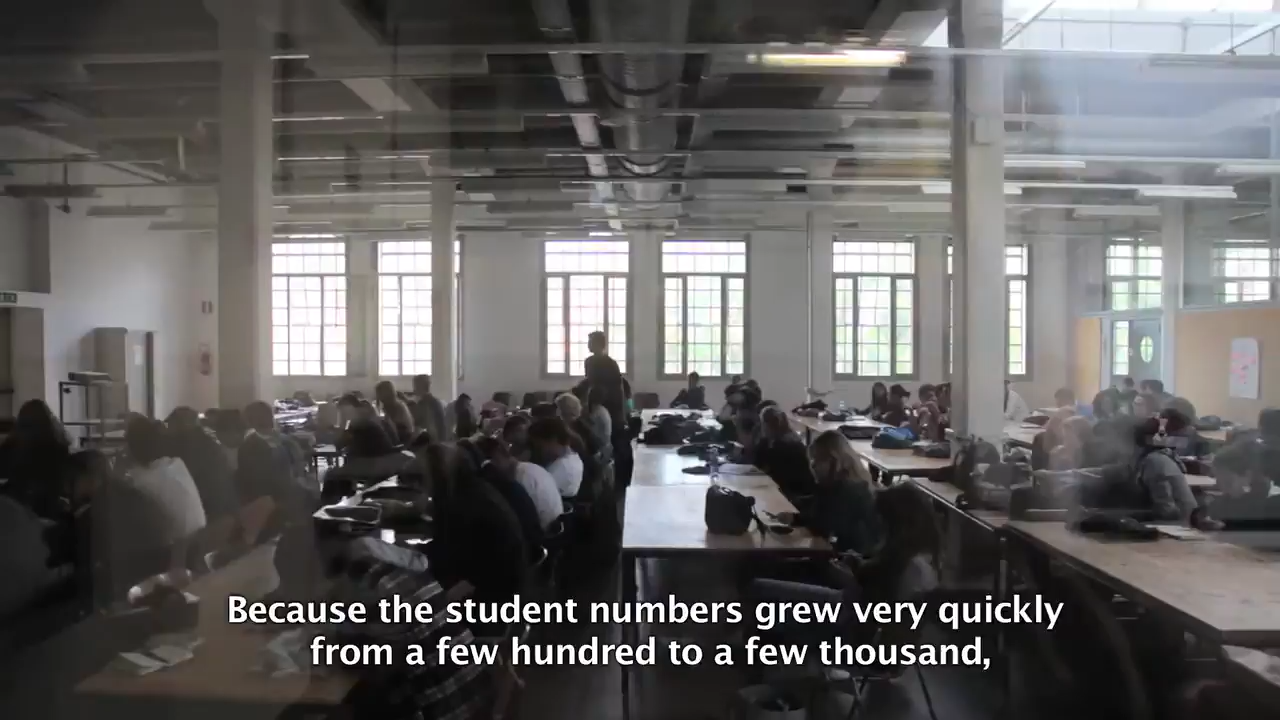 Because the student numbers grew very quickly
from a few hundred to a few thousand,